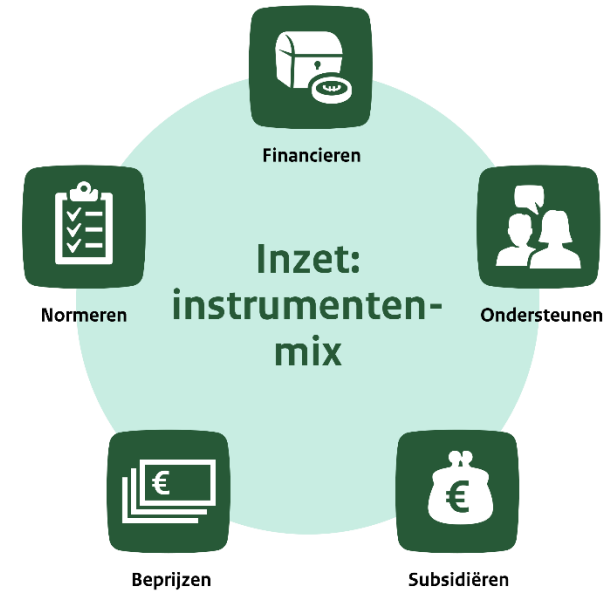 Financieren
Inzet:
instrumenten-
mix
Normeren
Ondersteunen
€
€
Beprijzen
Subsidiëren